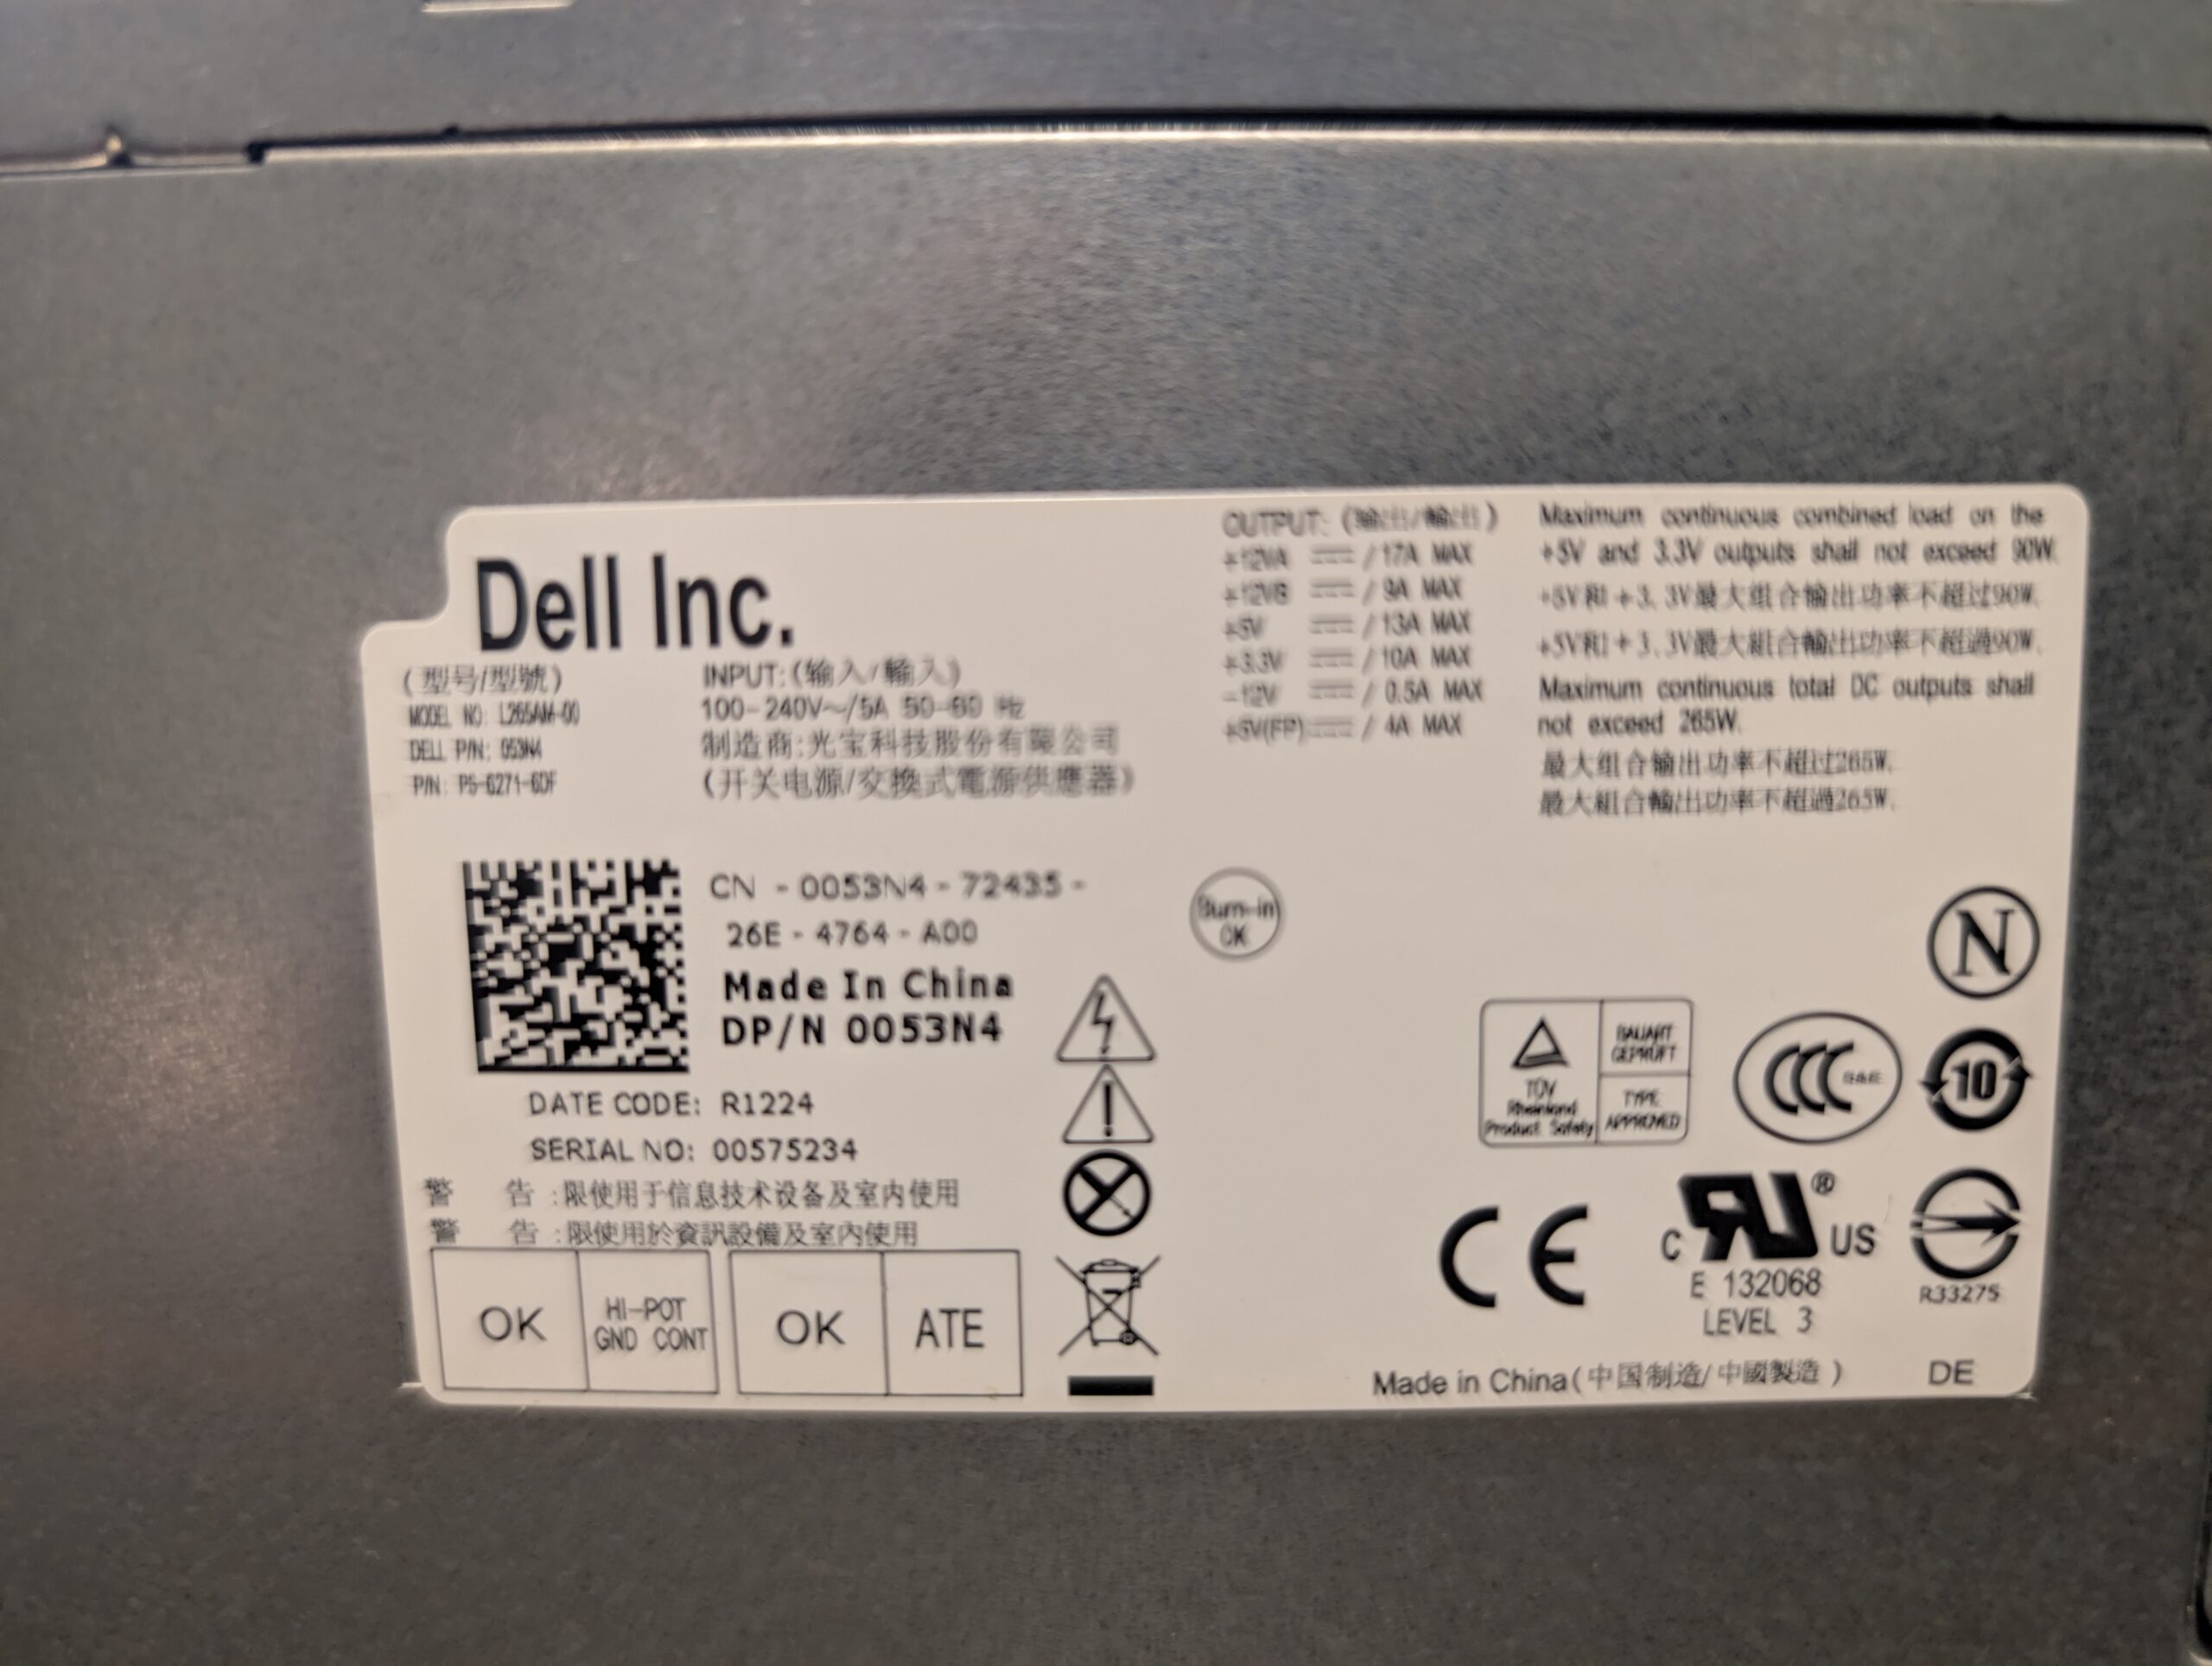 Dell Inc.
(型号/型號)
MODEL NO: L265AM-00
DELL P/N: 053N4
P/N: PS-6271-6DF
INPUT:(输入/輸入)
100-240V~/5A 50-60 Hz
制造商:光宝科技股份有限公司
(开关电源/交換式電源供應器)
OUTPUT: (输出/輸出)
+12VA ⎓ /17A MAX
+12VB ⎓ / 9A MAX
+5V ⎓ /13A MAX
+3.3V ⎓ /10A MAX
-12V ⎓ / 0.5A MAX
+5V(FP) ⎓ / 4A MAX
Maximum continuous combined load on the
+5V and 3.3V outputs shall not exceed 90W.
+5V和+3.3V最大组合输出功率不超过90W.
+5V和+3.3V最大組合輸出功率不超過90W.
Maximum continuous total DC outputs shall
not exceed 265W.
最大组合输出功率不超过265W.
最大組合輸出功率不超過265W.
CN - 0053N4 - 72435 -
26E - 4764 - A00
Made In China
DP/N 0053N4
DATE CODE: R1224
SERIAL NO: 00575234
警 告 :限使用于信息技术设备及室内使用
警 告 :限使用於資訊設備及室內使用
OK
HI-POT
GND CONT
OK
ATE
Burn-in
OK
N
TÜV
Rheinland
Product Safety
BAUART
GEPRÜFT
TYPE
APPROVED
CCC S&E
10
CE
c RU ® US
E 132068
LEVEL 3
R33275
Made in China(中国制造/中國製造)
DE